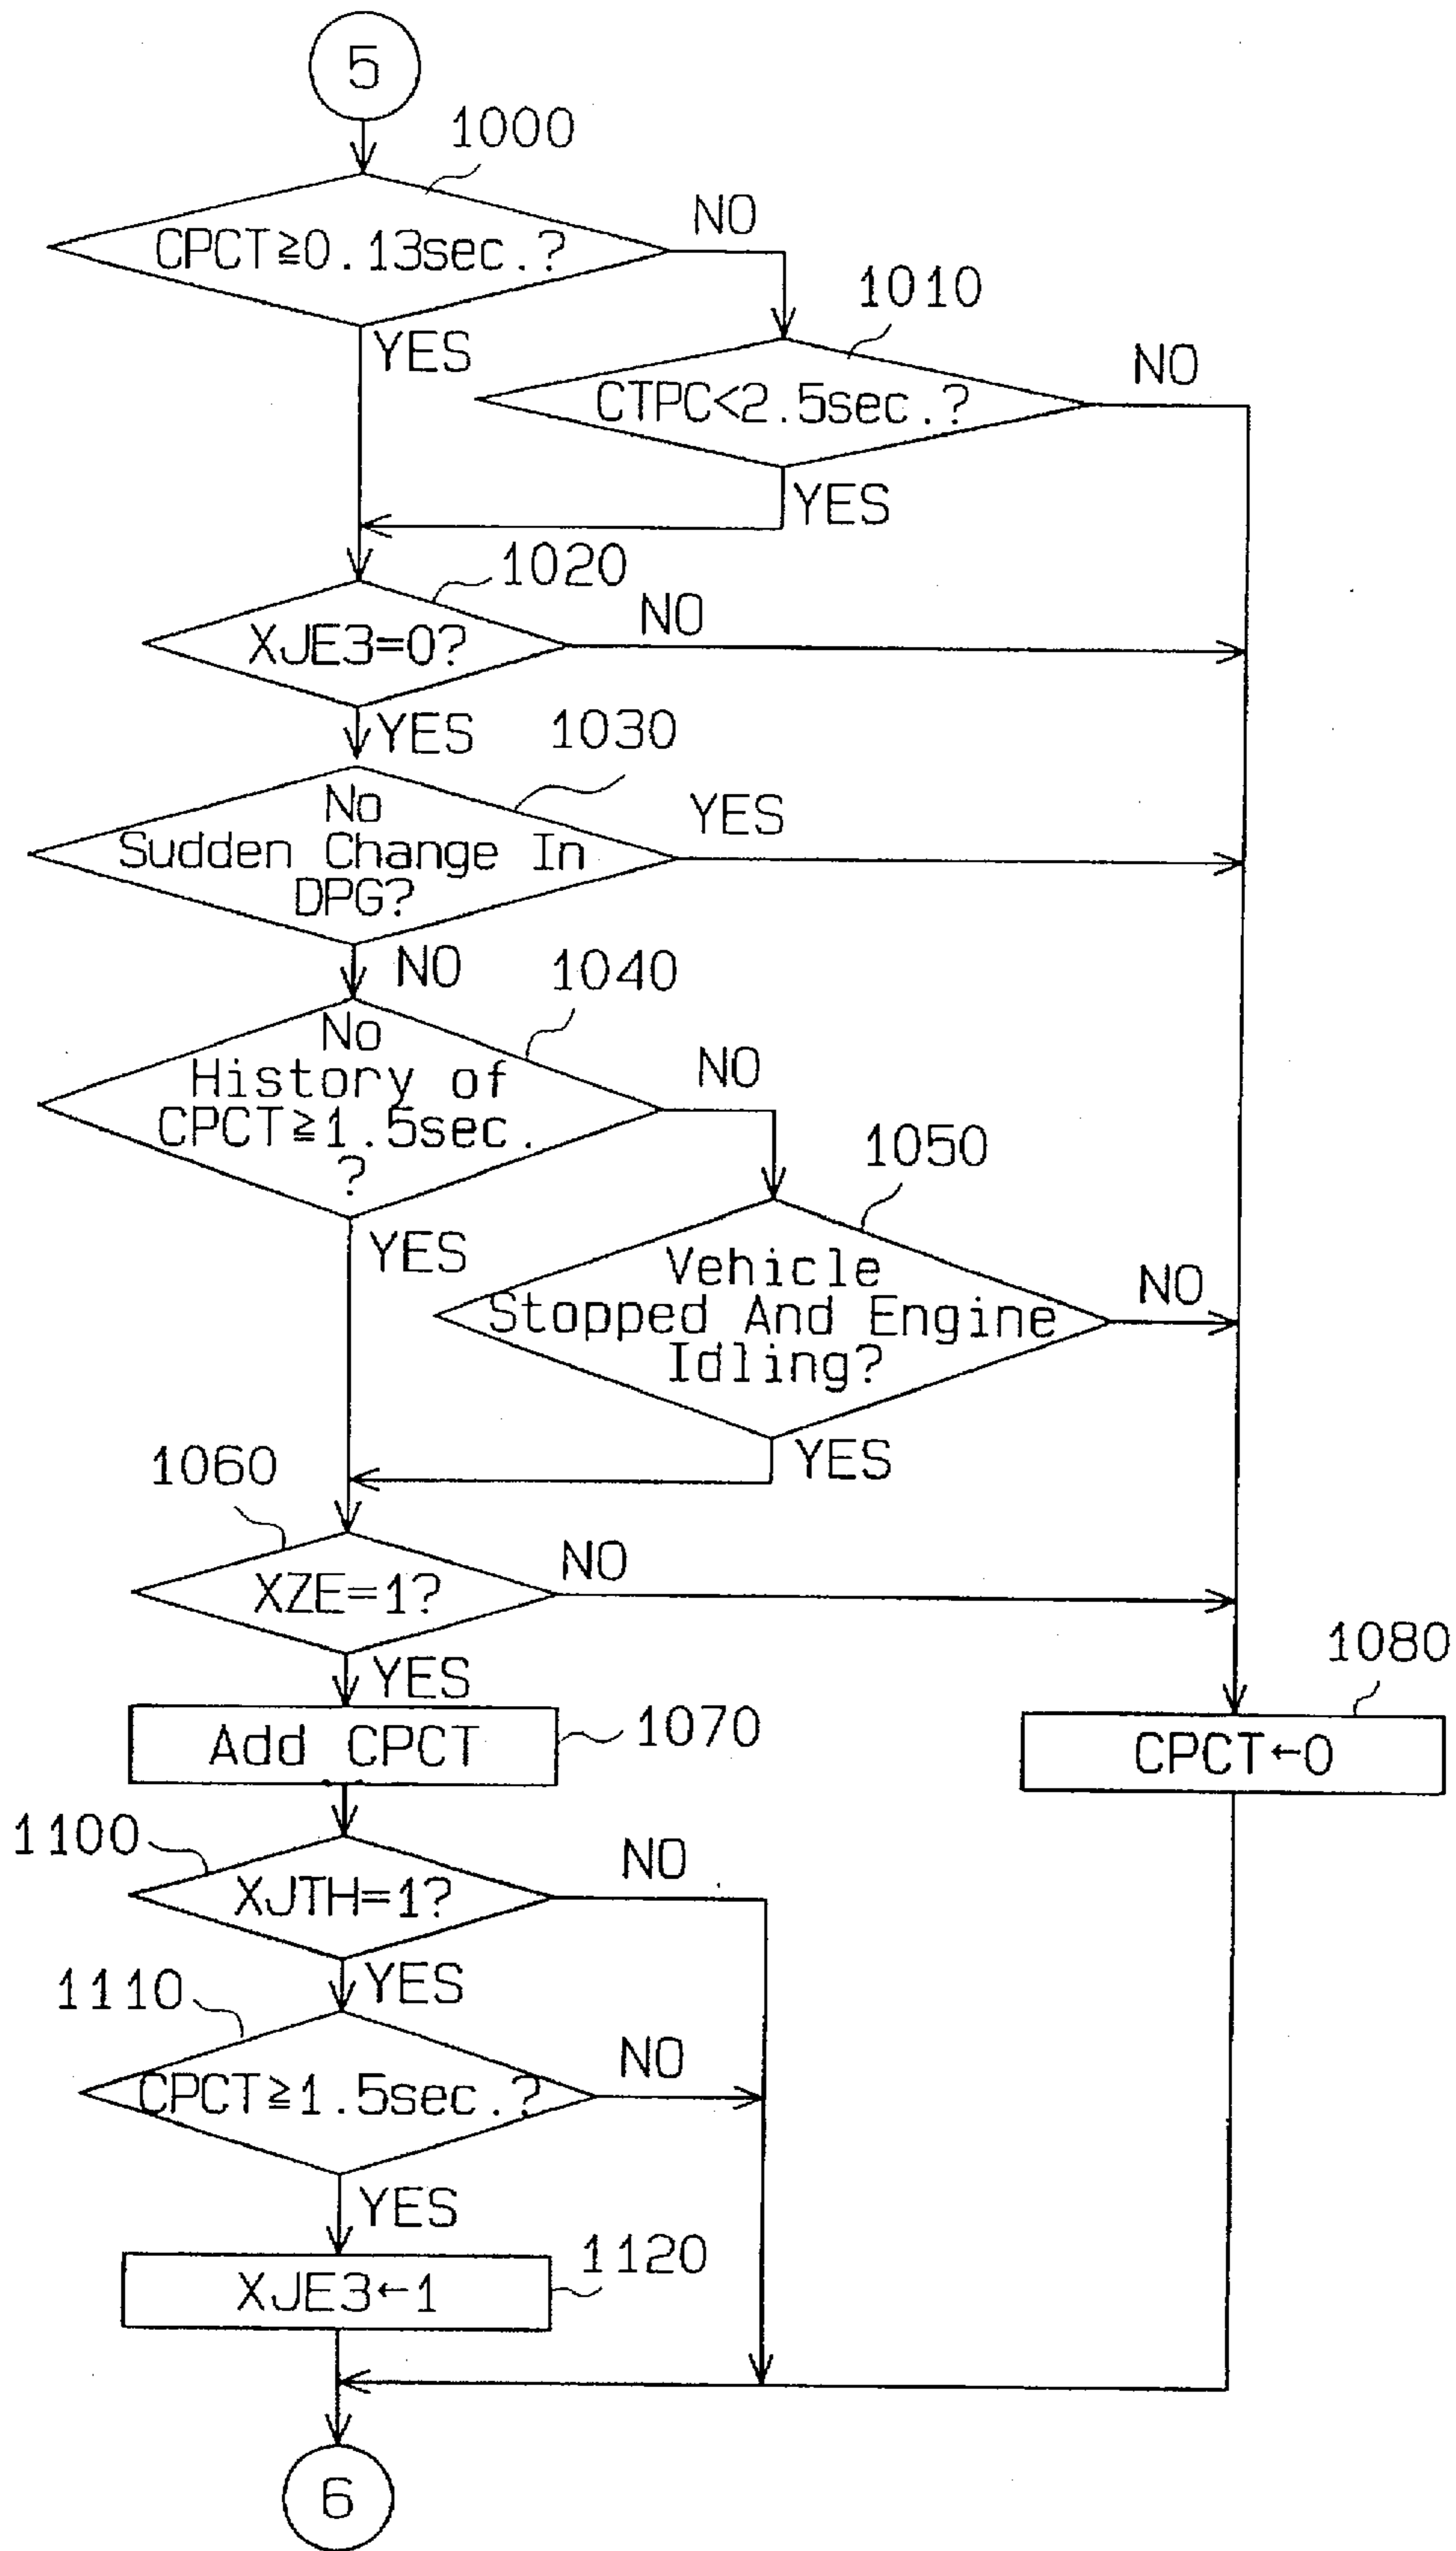 5
1000
CPCT≧0.13sec.?
NO
YES
1010
CTPC<2.5sec.?
NO
YES
1020
XJE3=0?
NO
YES
1030
No
Sudden Change In
DPG?
YES
NO
1040
No
History of
CPCT≧1.5sec.
?
NO
YES
1050
Vehicle
Stopped And Engine
Idling?
NO
YES
1060
XZE=1?
NO
YES
Add CPCT
1070
1080
CPCT←0
1100
XJTH=1?
NO
YES
1110
CPCT≧1.5sec.?
NO
YES
1120
XJE3←1
6